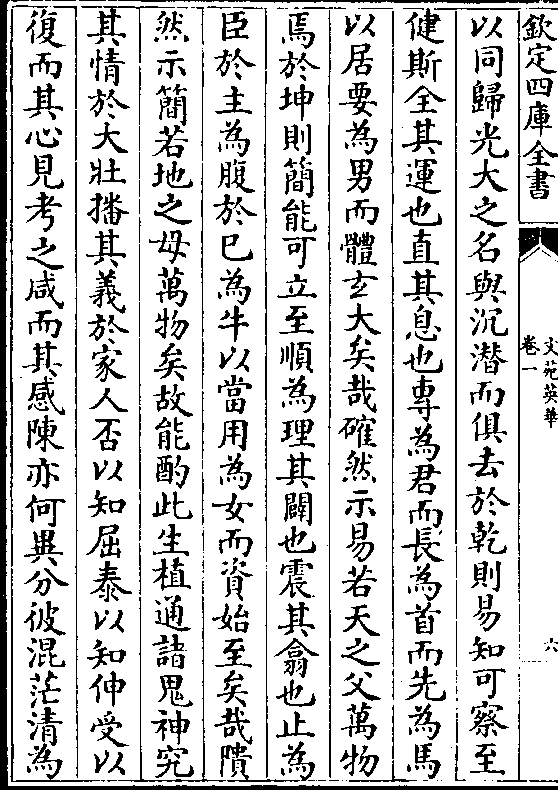 欽定四庫全書
文苑英華
卷一
六
以同歸光大之名與沉潛而俱去於乾則易知可察至
健斯全其運也直其息也専為君而長為首而先為馬
以居要為男而體𤣥大矣哉確然示易若天之父萬物
焉於坤則簡能可立至順為理其闢也震其翕也止為
臣於主為腹於已為牛以當用為女而資始至矣哉隤
然示簡若地之母萬物矣故能酌此生植通諸鬼神究
其情於大壯播其義於家人否以知屈泰以知伸受以
復而其心見考之咸而其感陳亦何異分彼混茫清為